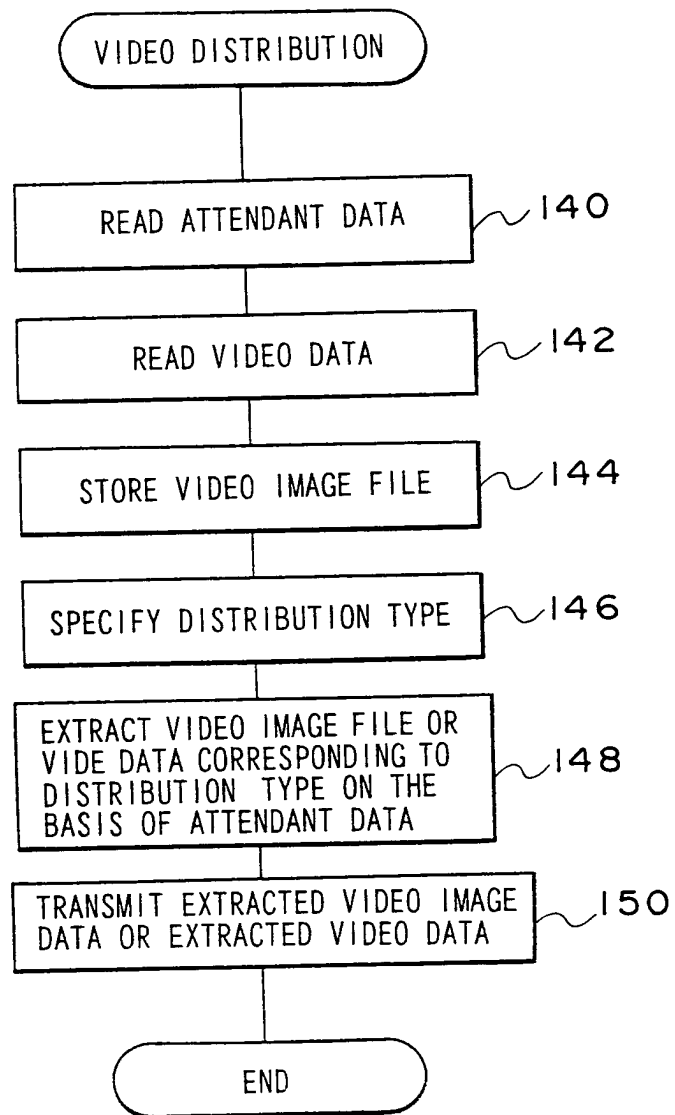 VIDEO DISTRIBUTION
READ ATTENDANT DATA
140
READ VIDEO DATA
142
STORE VIDEO IMAGE FILE
144
SPECIFY DISTRIBUTION TYPE
146
EXTRACT VIDEO IMAGE FILE OR
VIDE DATA CORRESPONDING TO
DISTRIBUTION TYPE ON THE
BASIS OF ATTENDANT DATA
148
TRANSMIT EXTRACTED VIDEO IMAGE
DATA OR EXTRACTED VIDEO DATA
150
END